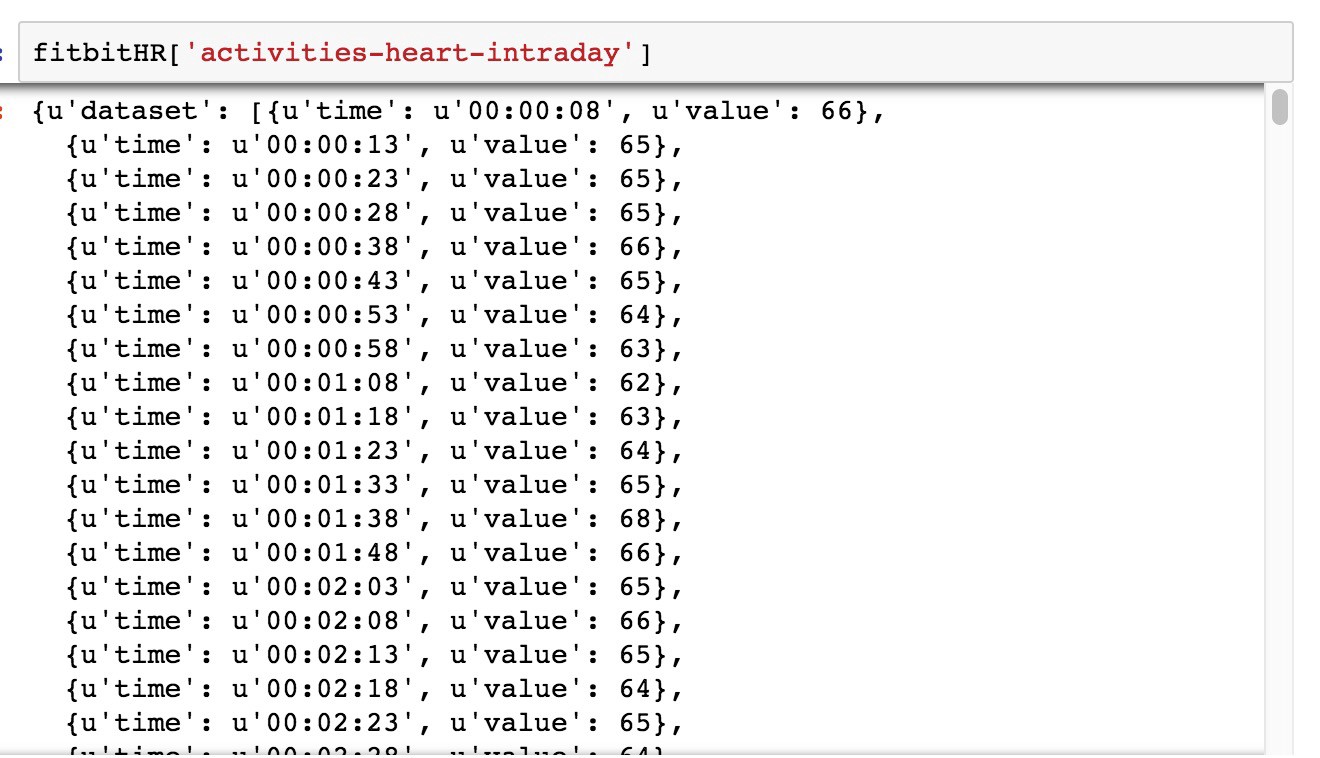 fitbitHR['activities-heart-intraday']
{u'dataset': [{u'time': u'00:00:08', u'value': 66},
{u'time': u'00:00:13', u'value': 65},
{u'time': u'00:00:23', u'value': 65},
{u'time': u'00:00:28', u'value': 65},
{u'time': u'00:00:38', u'value': 66},
{u'time': u'00:00:43', u'value': 65},
{u'time': u'00:00:53', u'value': 64},
{u'time': u'00:00:58', u'value': 63},
{u'time': u'00:01:08', u'value': 62},
{u'time': u'00:01:18', u'value': 63},
{u'time': u'00:01:23', u'value': 64},
{u'time': u'00:01:33', u'value': 65},
{u'time': u'00:01:38', u'value': 68},
{u'time': u'00:01:48', u'value': 66},
{u'time': u'00:02:03', u'value': 65},
{u'time': u'00:02:08', u'value': 66},
{u'time': u'00:02:13', u'value': 65},
{u'time': u'00:02:18', u'value': 64},
{u'time': u'00:02:23', u'value': 65},